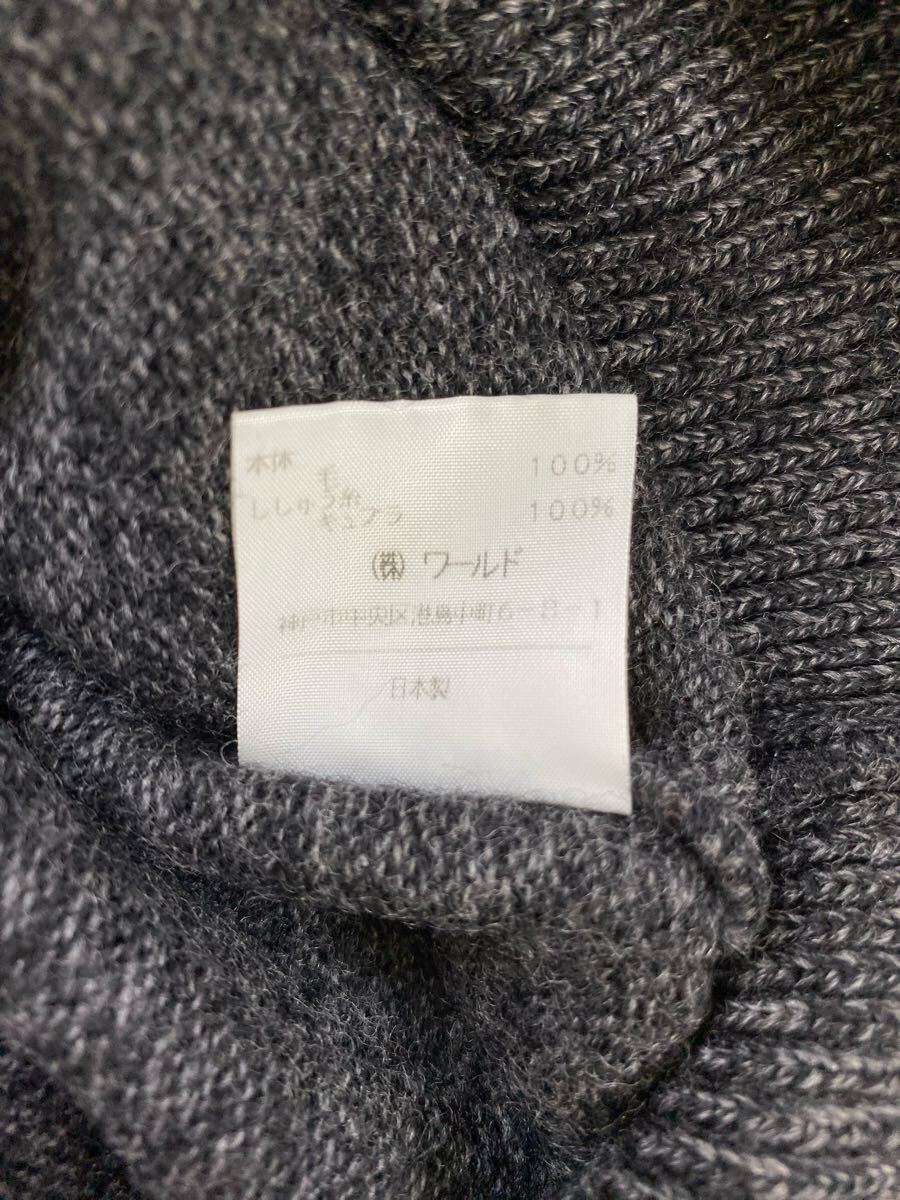 本体
毛 100%
ししゅう糸
キュプラ 100%
㈱ ワールド
神戸市中央区港島中町6-8-1
日本製